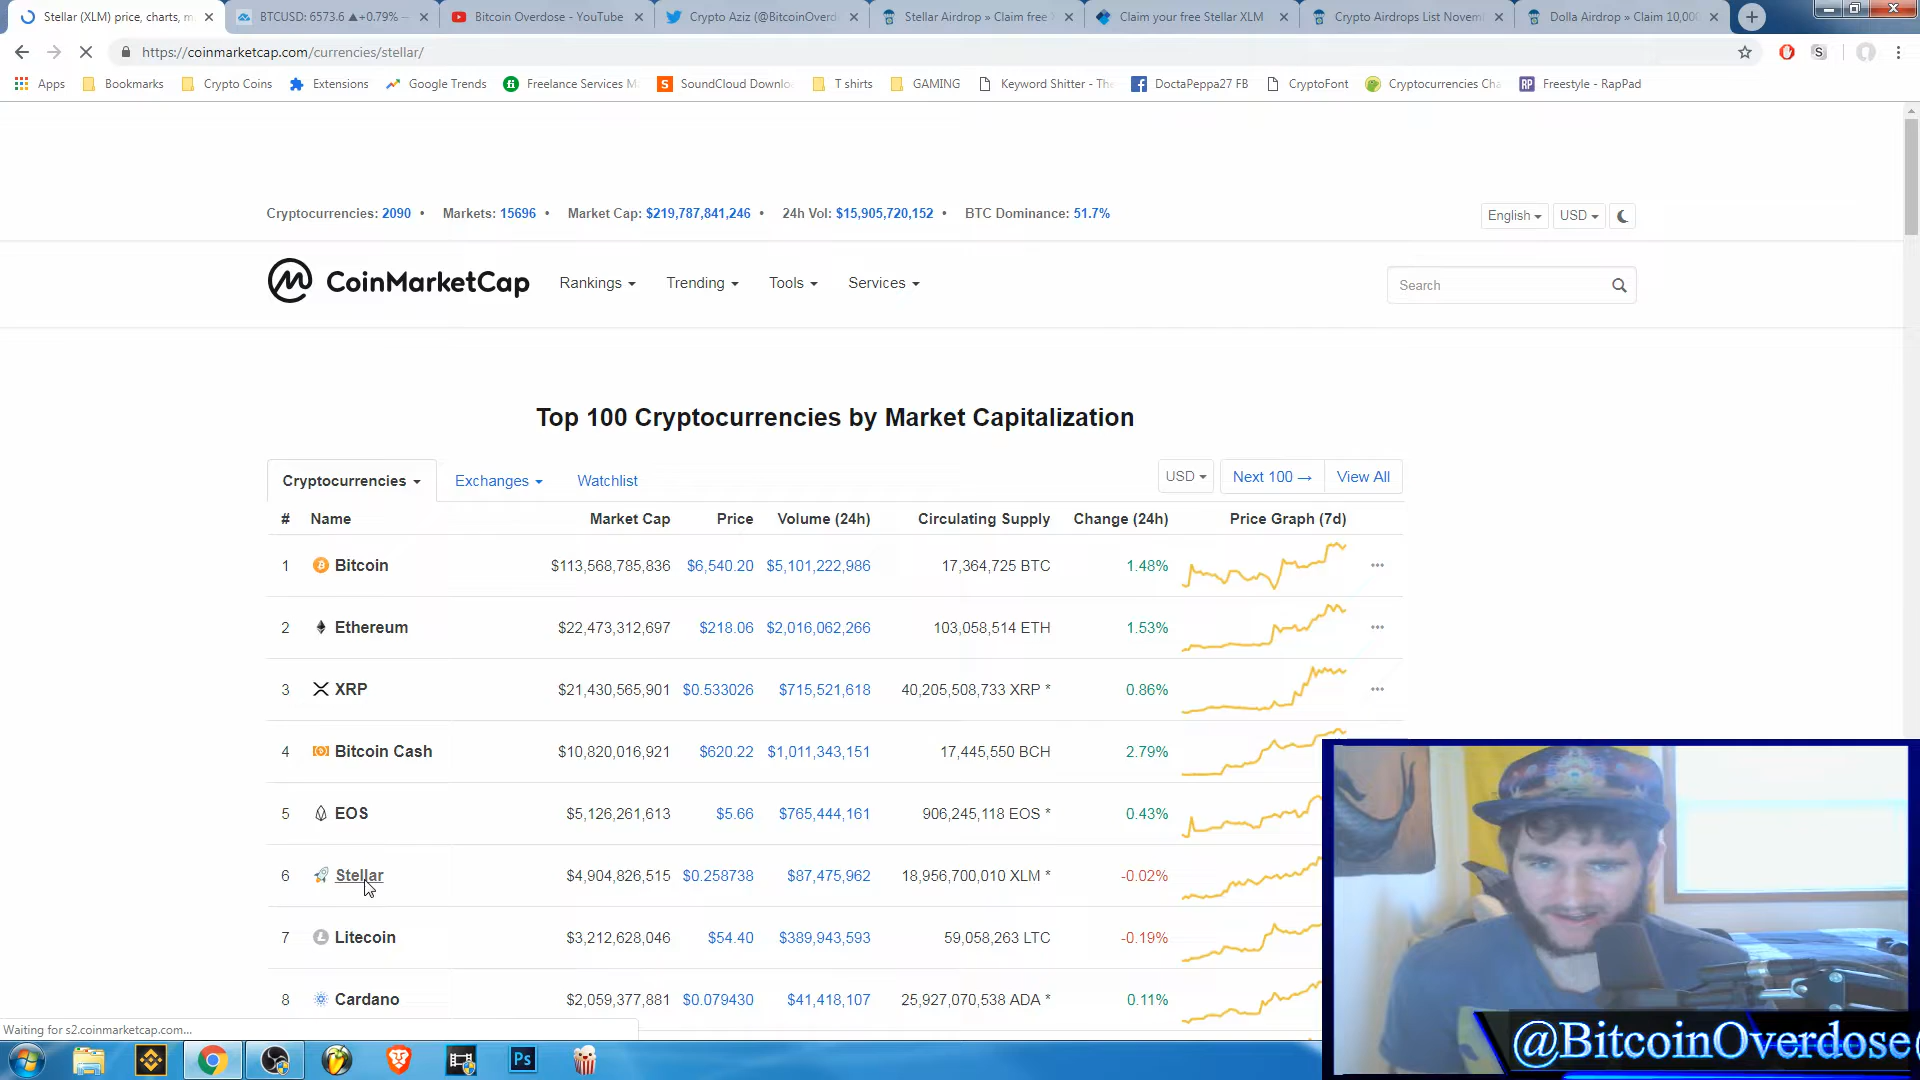 Stellar (XLM) price, charts, m
BTCUSD: 6573.6 ▲+0.79% –
Bitcoin Overdose - YouTube
Crypto Aziz (@BitcoinOverd
Stellar Airdrop » Claim free
Claim your free Stellar XLM
Crypto Airdrops List Novem
Dolla Airdrop » Claim 10,00
https://coinmarketcap.com/currencies/stellar/
Apps Bookmarks Crypto Coins Extensions Google Trends Freelance Services M SoundCloud Downlo T shirts GAMING Keyword Shitter - The DoctaPeppa27 FB CryptoFont Cryptocurrencies Cha Freestyle - RapPad
Cryptocurrencies: 2090 • Markets: 15696 • Market Cap: $219,787,841,246 • 24h Vol: $15,905,720,152 • BTC Dominance: 51.7%
English USD
CoinMarketCap Rankings Trending Tools Services Search
Top 100 Cryptocurrencies by Market Capitalization
Cryptocurrencies Exchanges Watchlist USD Next 100 → View All
# Name Market Cap Price Volume (24h) Circulating Supply Change (24h) Price Graph (7d)
1 Bitcoin $113,568,785,836 $6,540.20 $5,101,222,986 17,364,725 BTC 1.48%
2 Ethereum $22,473,312,697 $218.06 $2,016,062,266 103,058,514 ETH 1.53%
3 XRP $21,430,565,901 $0.533026 $715,521,618 40,205,508,733 XRP * 0.86%
4 Bitcoin Cash $10,820,016,921 $620.22 $1,011,343,151 17,445,550 BCH 2.79%
5 EOS $5,126,261,613 $5.66 $765,444,161 906,245,118 EOS * 0.43%
6 Stellar $4,904,826,515 $0.258738 $87,475,962 18,956,700,010 XLM * -0.02%
7 Litecoin $3,212,628,046 $54.40 $389,943,593 59,058,263 LTC -0.19%
8 Cardano $2,059,377,881 $0.079430 $41,418,107 25,927,070,538 ADA * 0.11%
Waiting for s2.coinmarketcap.com...
Ps
@BitcoinOverdose